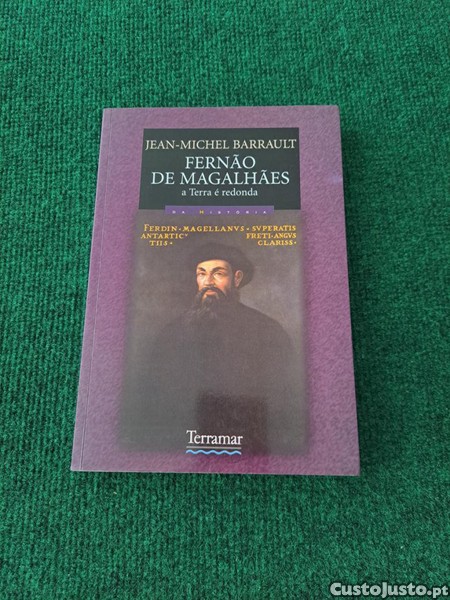 JEAN-MICHEL BARRAULT
FERNÃO
DE MAGALHÃES
a Terra é redonda
NA HISTÓRIA
FERDIN · MAGELLANVS · SVPERATIS
ANTARCTIC° FRETI·ANGVS
TIIS · CLARISS ·
Terramar
CustoJusto.pt